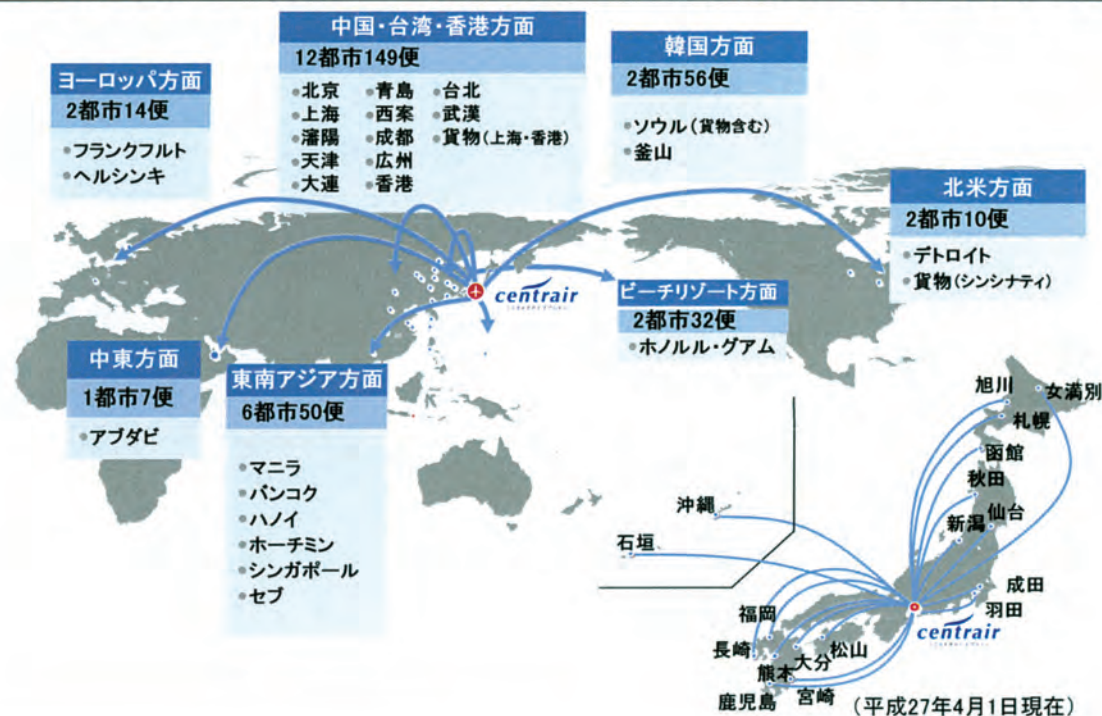 中国・台湾・香港方面
12都市149便
北京 青島 台北
上海 西案 武漢
瀋陽 成都 貨物(上海・香港)
天津 広州
大連 香港
韓国方面
2都市56便
ソウル(貨物含む)
釜山
ヨーロッパ方面
2都市14便
フランクフルト
ヘルシンキ
北米方面
2都市10便
デトロイト
貨物(シンシナティ)
centrair
ビーチリゾート方面
2都市32便
ホノルル・グアム
中東方面
1都市7便
アブダビ
東南アジア方面
6都市50便
マニラ
バンコク
ハノイ
ホーチミン
シンガポール
セブ
旭川
女満別
札幌
函館
秋田
仙台
新潟
沖縄
石垣
成田
羽田
centrair
福岡
長崎
熊本
大分
松山
鹿児島
宮崎
(平成27年4月1日現在)